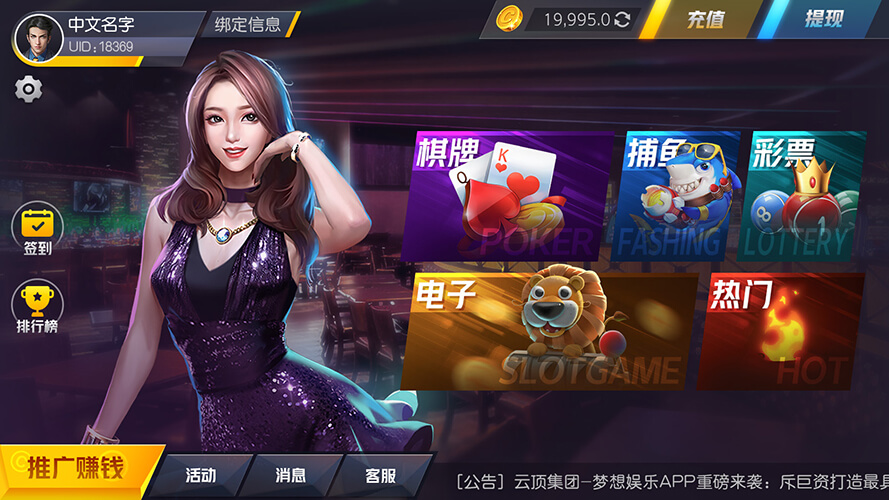 中文名字
UID:18369
绑定信息
19,995.0
充值
提现
签到
排行榜
棋牌
Q
K
POKER
捕鱼
FASHING
彩票
8
1
LOTTERY
电子
SLOTGAME
热门
HOT
推广赚钱
活动
消息
客服
[公告] 云顶集团-梦想娱乐APP重磅来袭：斥巨资打造最具